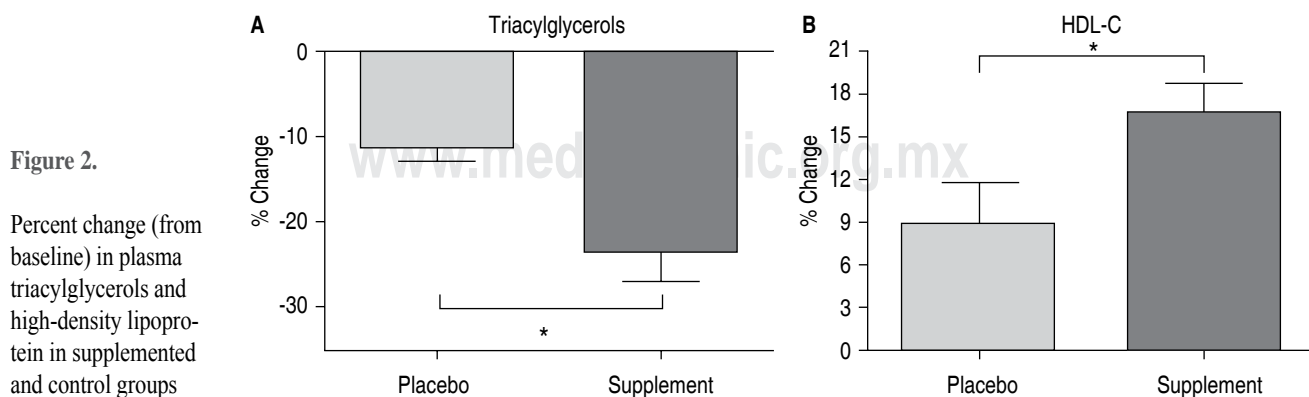 Figure 2.
Percent change (from
baseline) in plasma
triacylglycerols and
high-density lipopro-
tein in supplemented
and control groups
A
Triacylglycerols
0
-10
-20
-30
% Change
*
Placebo
Supplement
B
HDL-C
*
21
18
15
12
9
6
3
0
% Change
Placebo
Supplement
www.med ic.org.mx